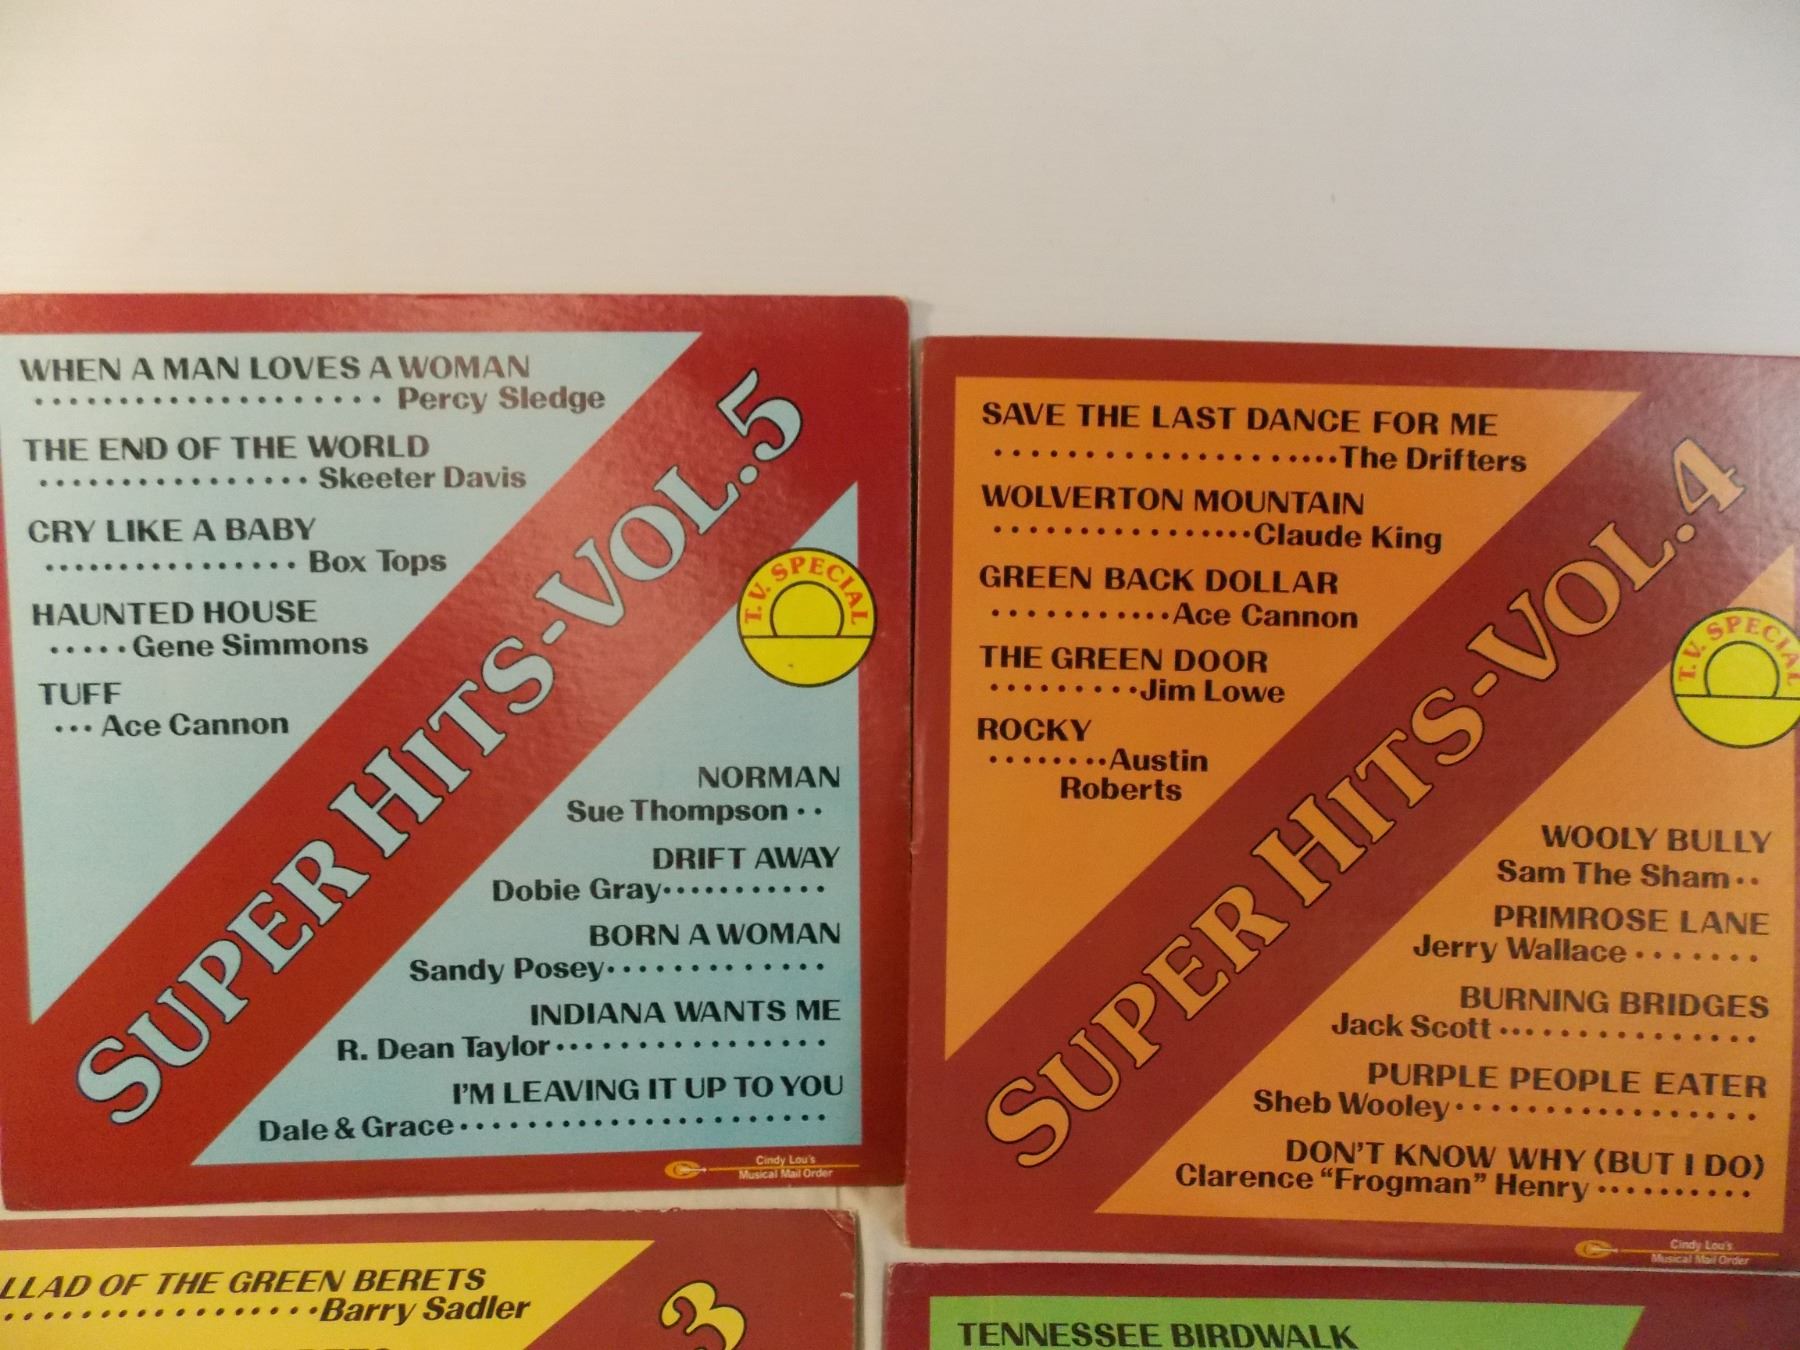 WHEN A MAN LOVES A WOMAN
.................... Percy Sledge
THE END OF THE WORLD
................ Skeeter Davis
CRY LIKE A BABY
............... Box Tops
HAUNTED HOUSE
..... Gene Simmons
TUFF
... Ace Cannon
SUPER HITS-VOL.5
T.V. SPECIAL
NORMAN
Sue Thompson ..
DRIFT AWAY
Dobie Gray...........
BORN A WOMAN
Sandy Posey.............
INDIANA WANTS ME
R. Dean Taylor................
I'M LEAVING IT UP TO YOU
Dale & Grace......................
Cindy Lou's
Musical Mail Order
SAVE THE LAST DANCE FOR ME
....................The Drifters
WOLVERTON MOUNTAIN
................Claude King
GREEN BACK DOLLAR
............Ace Cannon
THE GREEN DOOR
..........Jim Lowe
ROCKY
........Austin
Roberts
SUPER HITS-VOL.4
T.V. SPECIAL
WOOLY BULLY
Sam The Sham..
PRIMROSE LANE
Jerry Wallace.......
BURNING BRIDGES
Jack Scott...............
PURPLE PEOPLE EATER
Sheb Wooley.................
DON'T KNOW WHY (BUT I DO)
Clarence "Frogman" Henry..........
Cindy Lou's
Musical Mail Order
LLAD OF THE GREEN BERETS
..................Barry Sadler
3
TENNESSEE BIRDWALK